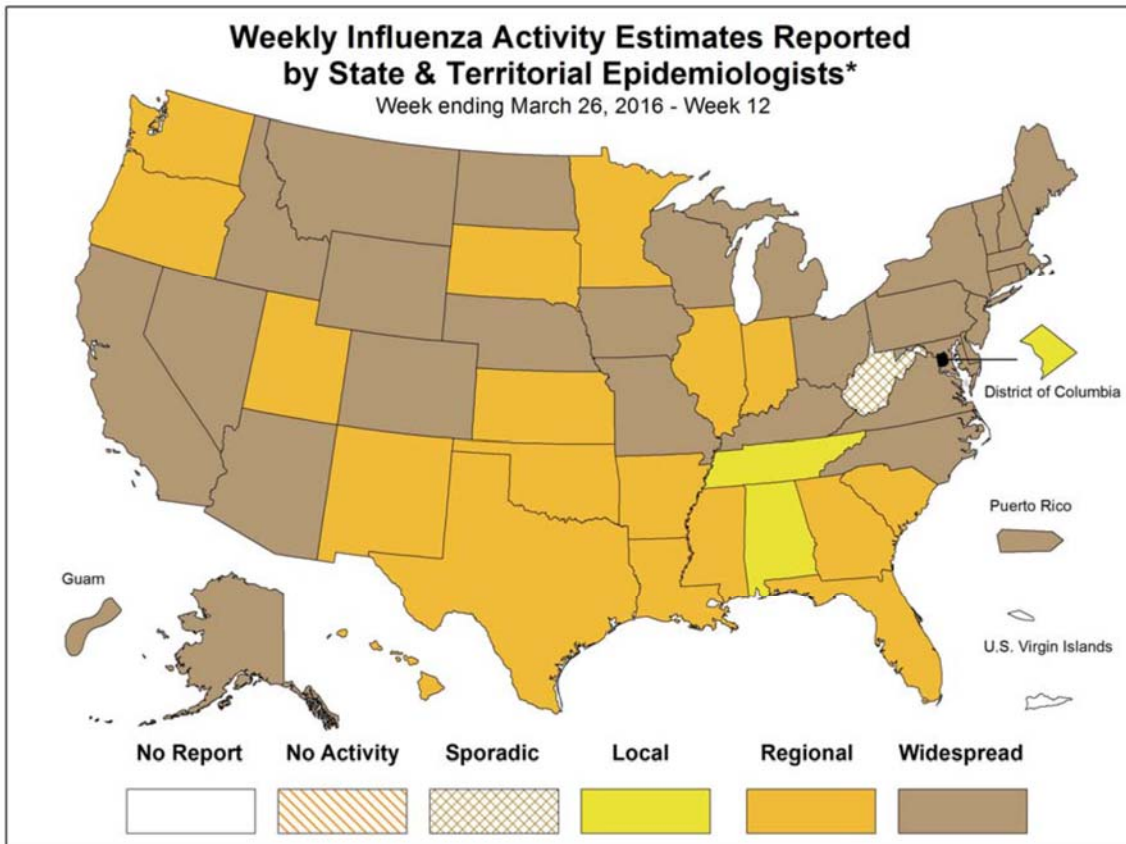 Weekly Influenza Activity Estimates Reported
by State & Territorial Epidemiologists*
Week ending March 26, 2016 - Week 12
District of Columbia
Puerto Rico
Guam
U.S. Virgin Islands
No Report No Activity Sporadic Local Regional Widespread